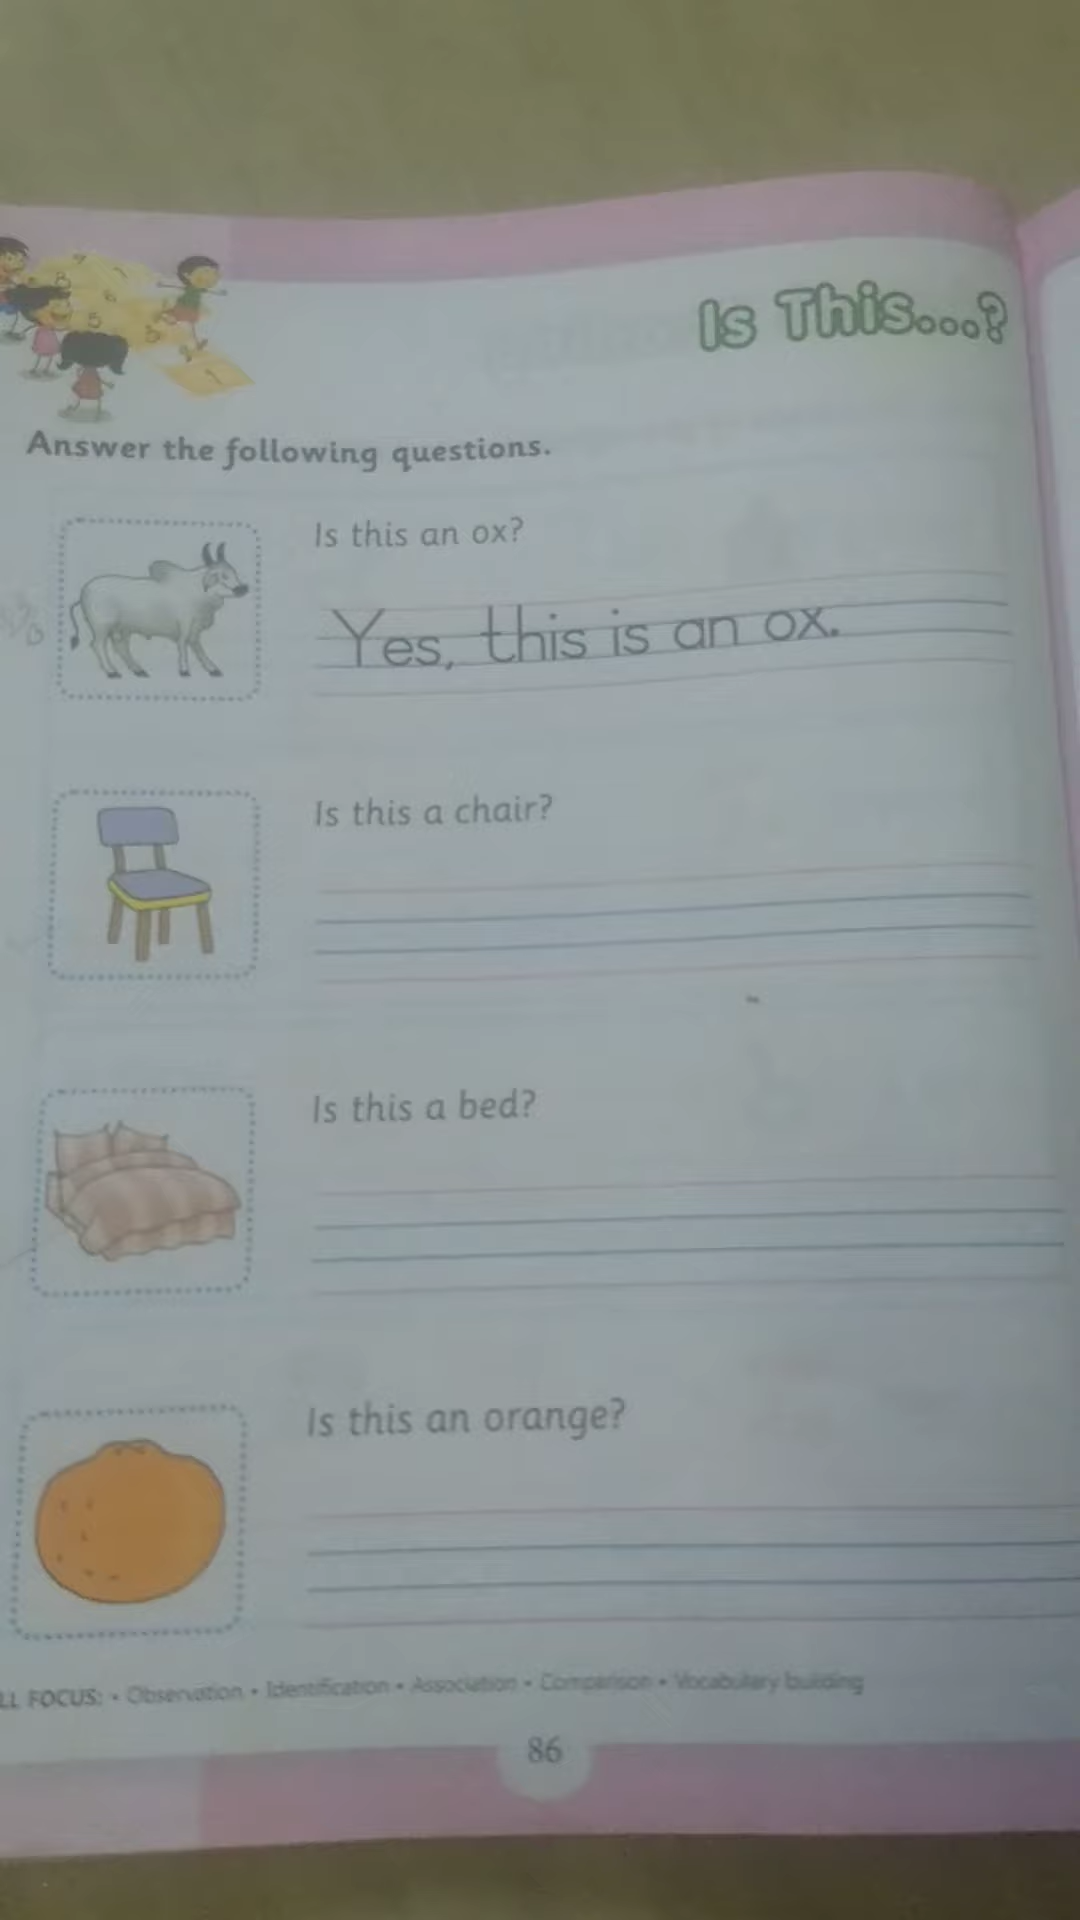 Is This...?
Answer the following questions.
Is this an ox?
Yes, this is an ox.
Is this a chair?
Is this a bed?
Is this an orange?
LL FOCUS: • Observation • Identification • Association • Comparison • Vocabulary building
86